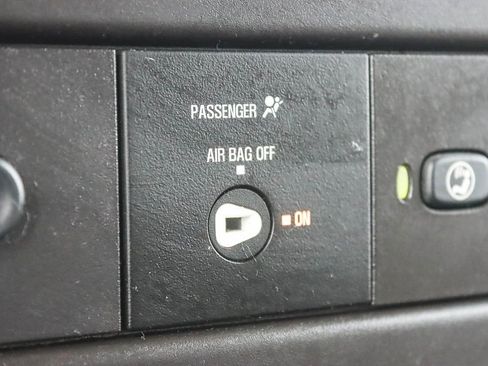 PASSENGER
AIR BAG OFF
ON